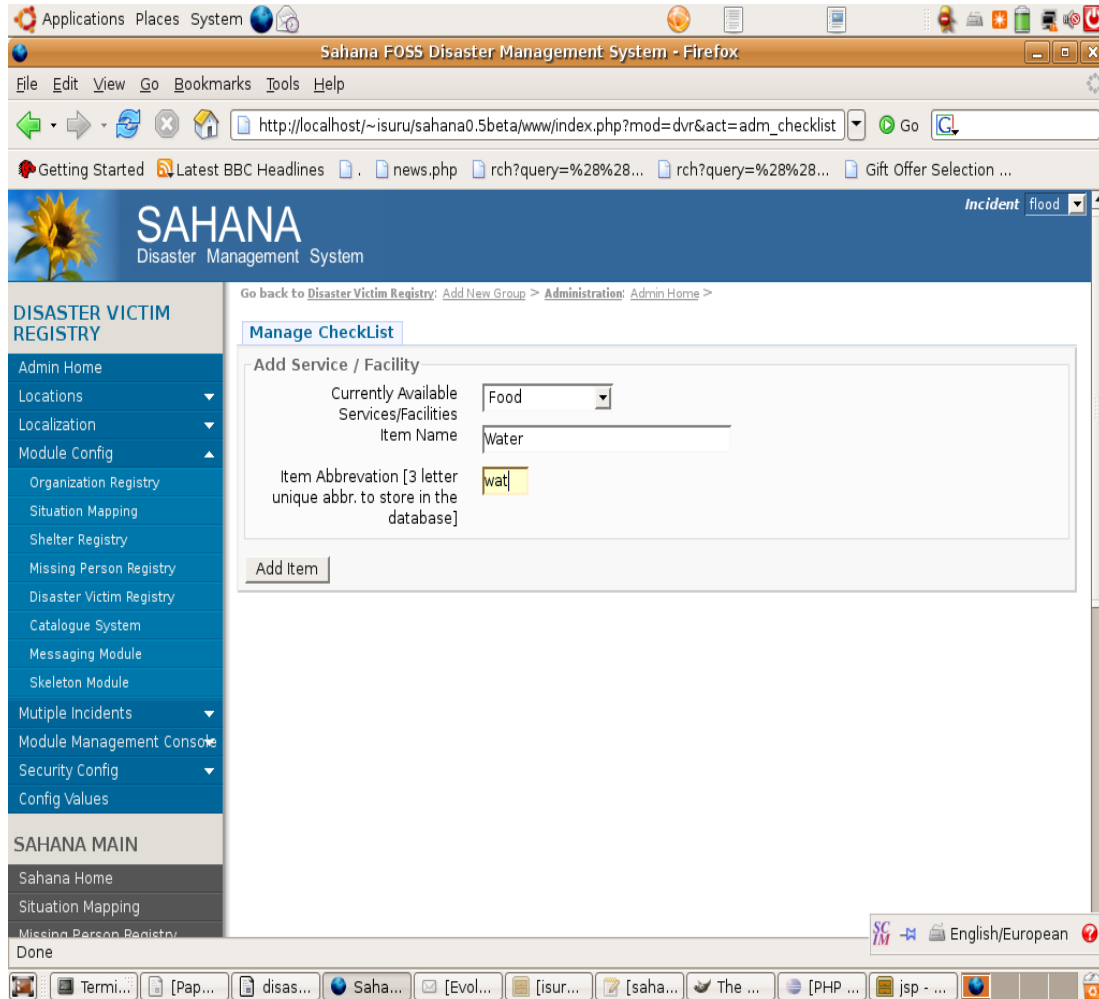 Applications Places System
Sahana FOSS Disaster Management System - Firefox
File Edit View Go Bookmarks Tools Help
http://localhost/~isuru/sahana0.5beta/www/index.php?mod=dvr&act=adm_checklist Go G
Getting Started Latest BBC Headlines . news.php rch?query=%28%28... rch?query=%28%28... Gift Offer Selection ...
Incident flood
SAHANA
Disaster Management System
Go back to Disaster Victim Registry: Add New Group > Administration: Admin Home >
DISASTER VICTIM
REGISTRY
Admin Home
Locations
Localization
Module Config
Organization Registry
Situation Mapping
Shelter Registry
Missing Person Registry
Disaster Victim Registry
Catalogue System
Messaging Module
Skeleton Module
Mutiple Incidents
Module Management Console
Security Config
Config Values
SAHANA MAIN
Sahana Home
Situation Mapping
Missing Person Registry
Manage CheckList
Add Service / Facility
Currently Available
Services/Facilities
Food
Item Name
Water
Item Abbrevation [3 letter
unique abbr. to store in the
database]
wat
Add Item
SCIM English/European
Done
Termi... [Pap... disas... Saha... [Evol... [isur... [saha... The ... [PHP ... jsp - ...